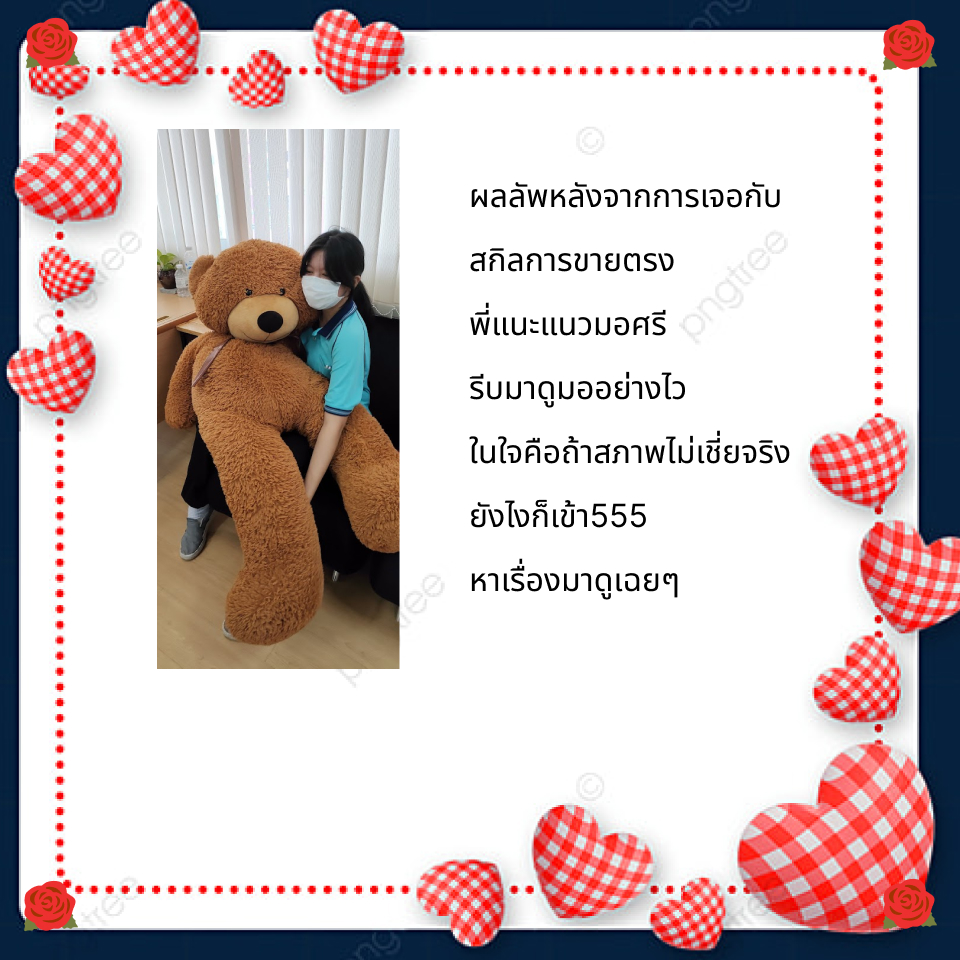 ผลลัพหลังจากการเจอกับ
สกิลการขายตรง
พี่แนะแนวมอศรี
รีบมาดูมออย่างไว
ในใจคือถ้าสภาพไม่เชี่ยจริง
ยังไงก็เข้า555
หาเรื่องมาดูเฉยๆ
pngtree
pngtree
pngtree